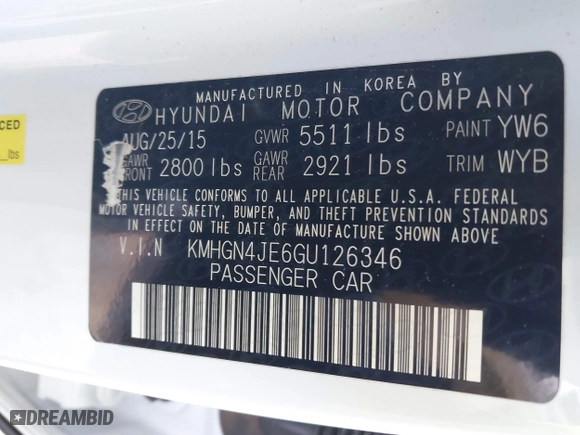 MANUFACTURED IN KOREA BY
HYUNDAI MOTOR COMPANY
AUG/25/15 GVWR 5511 lbs PAINT YW6
GAWR FRONT 2800 lbs GAWR REAR 2921 lbs TRIM WYB
THIS VEHICLE CONFORMS TO ALL APPLICABLE U.S.A. FEDERAL
MOTOR VEHICLE SAFETY, BUMPER, AND THEFT PREVENTION STANDARDS
IN EFFECT ON THE DATE OF MANUFACTURE SHOWN ABOVE
V.I.N KMHGN4JE6GU126346
PASSENGER CAR
CED
lbs
DREAMBID